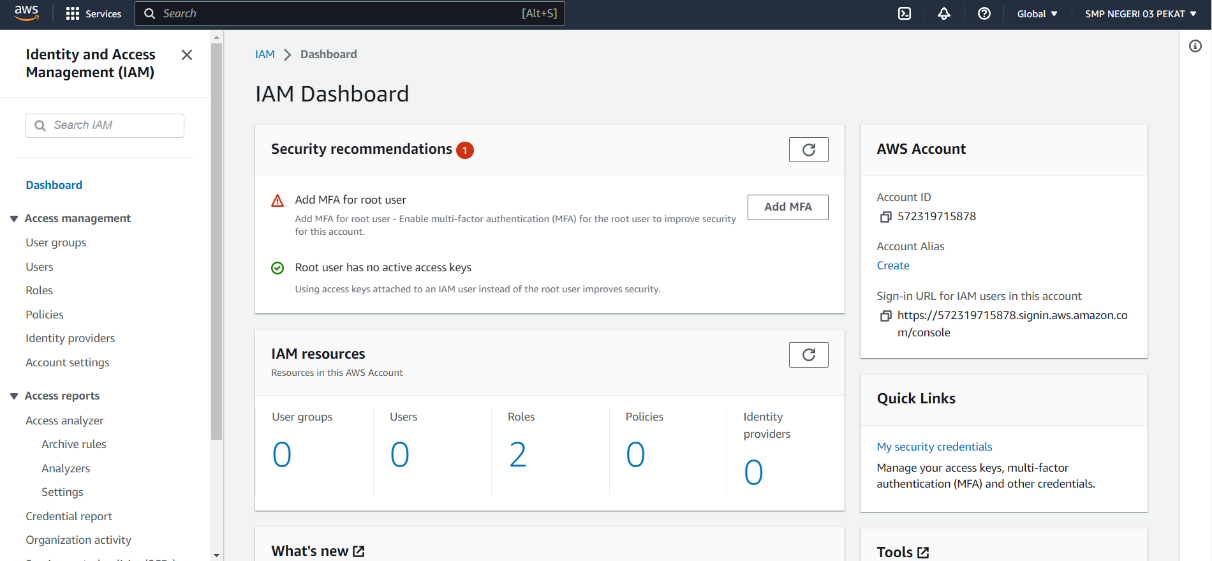 aws
Services
Search
[Alt+S]
Global
SMP NEGERI 03 PEKAT
Identity and Access
Management (IAM)
Search IAM
Dashboard
Access management
User groups
Users
Roles
Policies
Identity providers
Account settings
Access reports
Access analyzer
Archive rules
Analyzers
Settings
Credential report
Organization activity
IAM > Dashboard
IAM Dashboard
Security recommendations 1
Add MFA for root user
Add MFA for root user - Enable multi-factor authentication (MFA) for the root user to improve security
for this account.
Add MFA
Root user has no active access keys
Using access keys attached to an IAM user instead of the root user improves security.
IAM resources
Resources in this AWS Account
User groups
0
Users
0
Roles
2
Policies
0
Identity
providers
0
What's new
AWS Account
Account ID
572319715878
Account Alias
Create
Sign-in URL for IAM users in this account
https://572319715878.signin.aws.amazon.co
m/console
Quick Links
My security credentials
Manage your access keys, multi-factor
authentication (MFA) and other credentials.
Tools